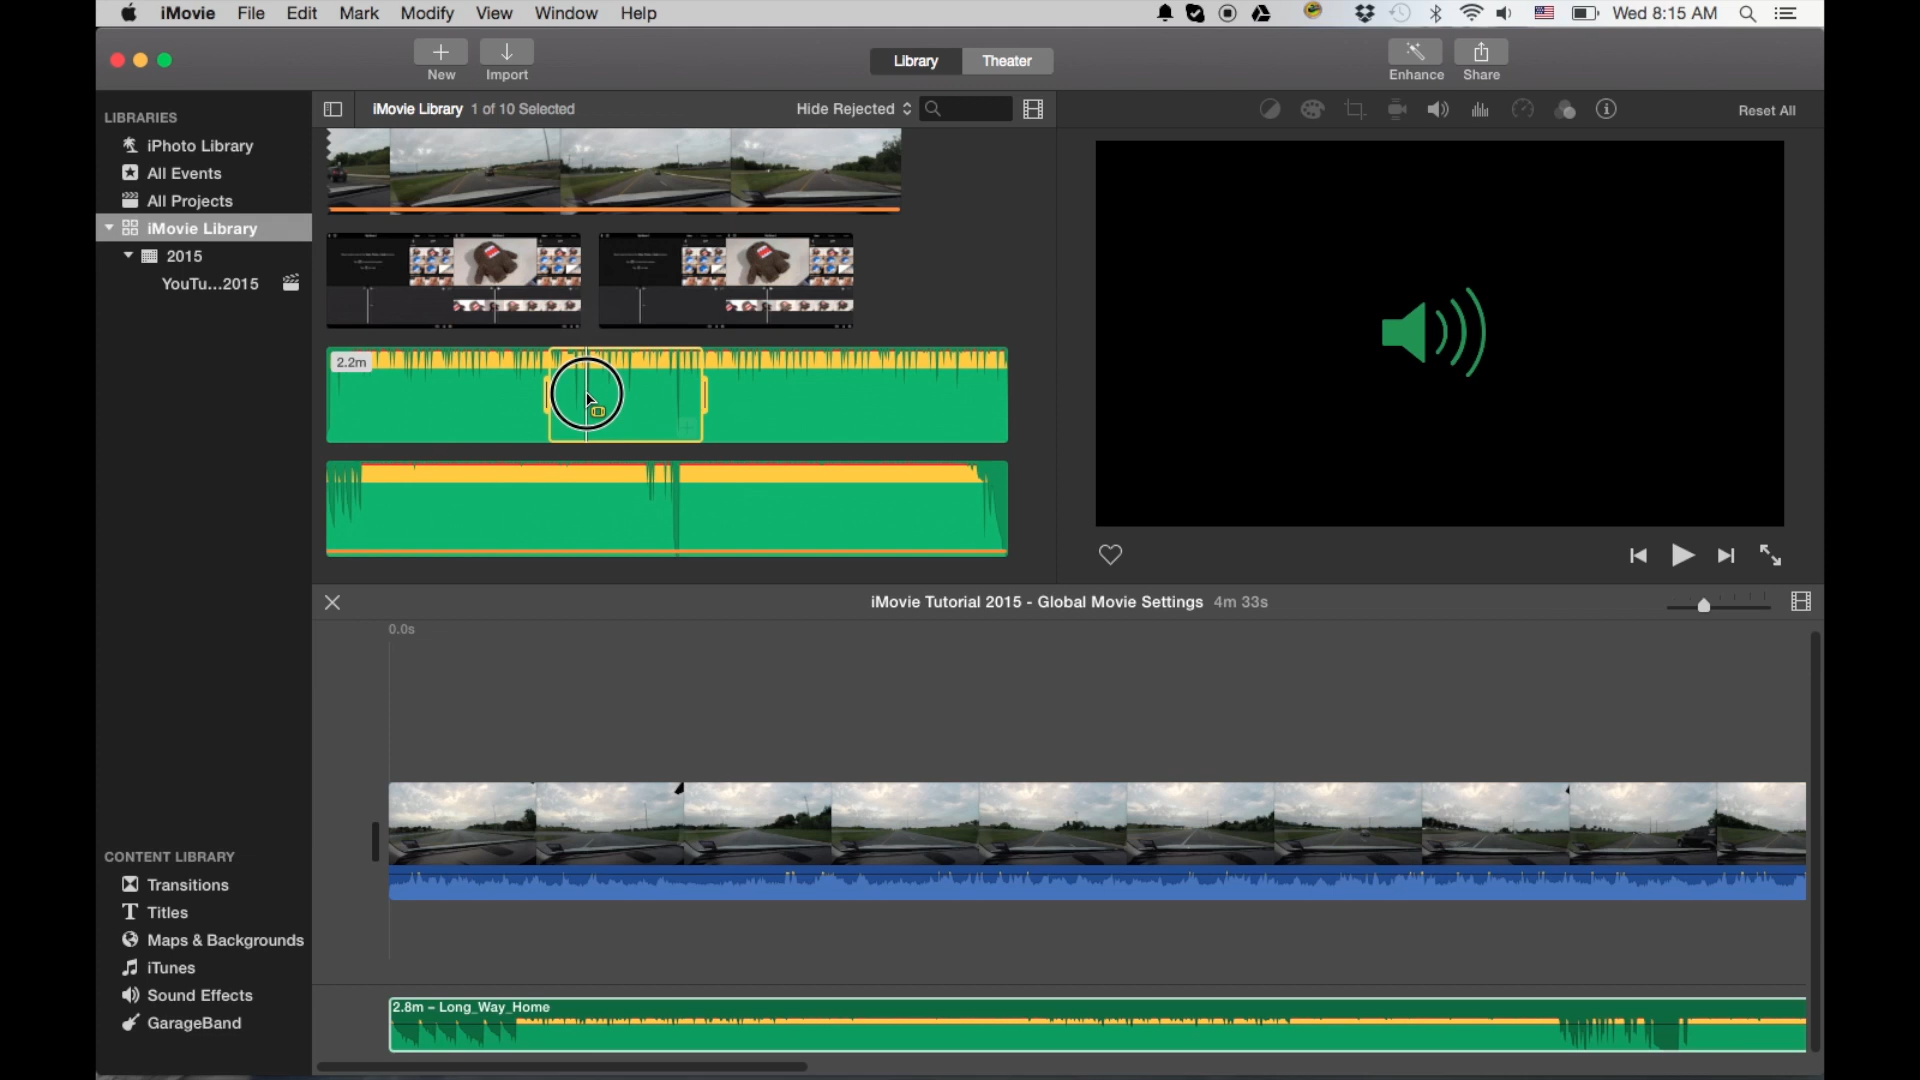 iMovie File Edit Mark Modify View Window Help Wed 8:15 AM
New Import Library Theater Enhance Share
LIBRARIES
iMovie Library 1 of 10 Selected Hide Rejected Reset All
iPhoto Library
All Events
All Projects
iMovie Library
2015
YouTu...2015
2.2m
iMovie Tutorial 2015 - Global Movie Settings 4m 33s
0.0s
CONTENT LIBRARY
Transitions
Titles
Maps & Backgrounds
iTunes
Sound Effects
GarageBand
2.8m – Long_Way_Home